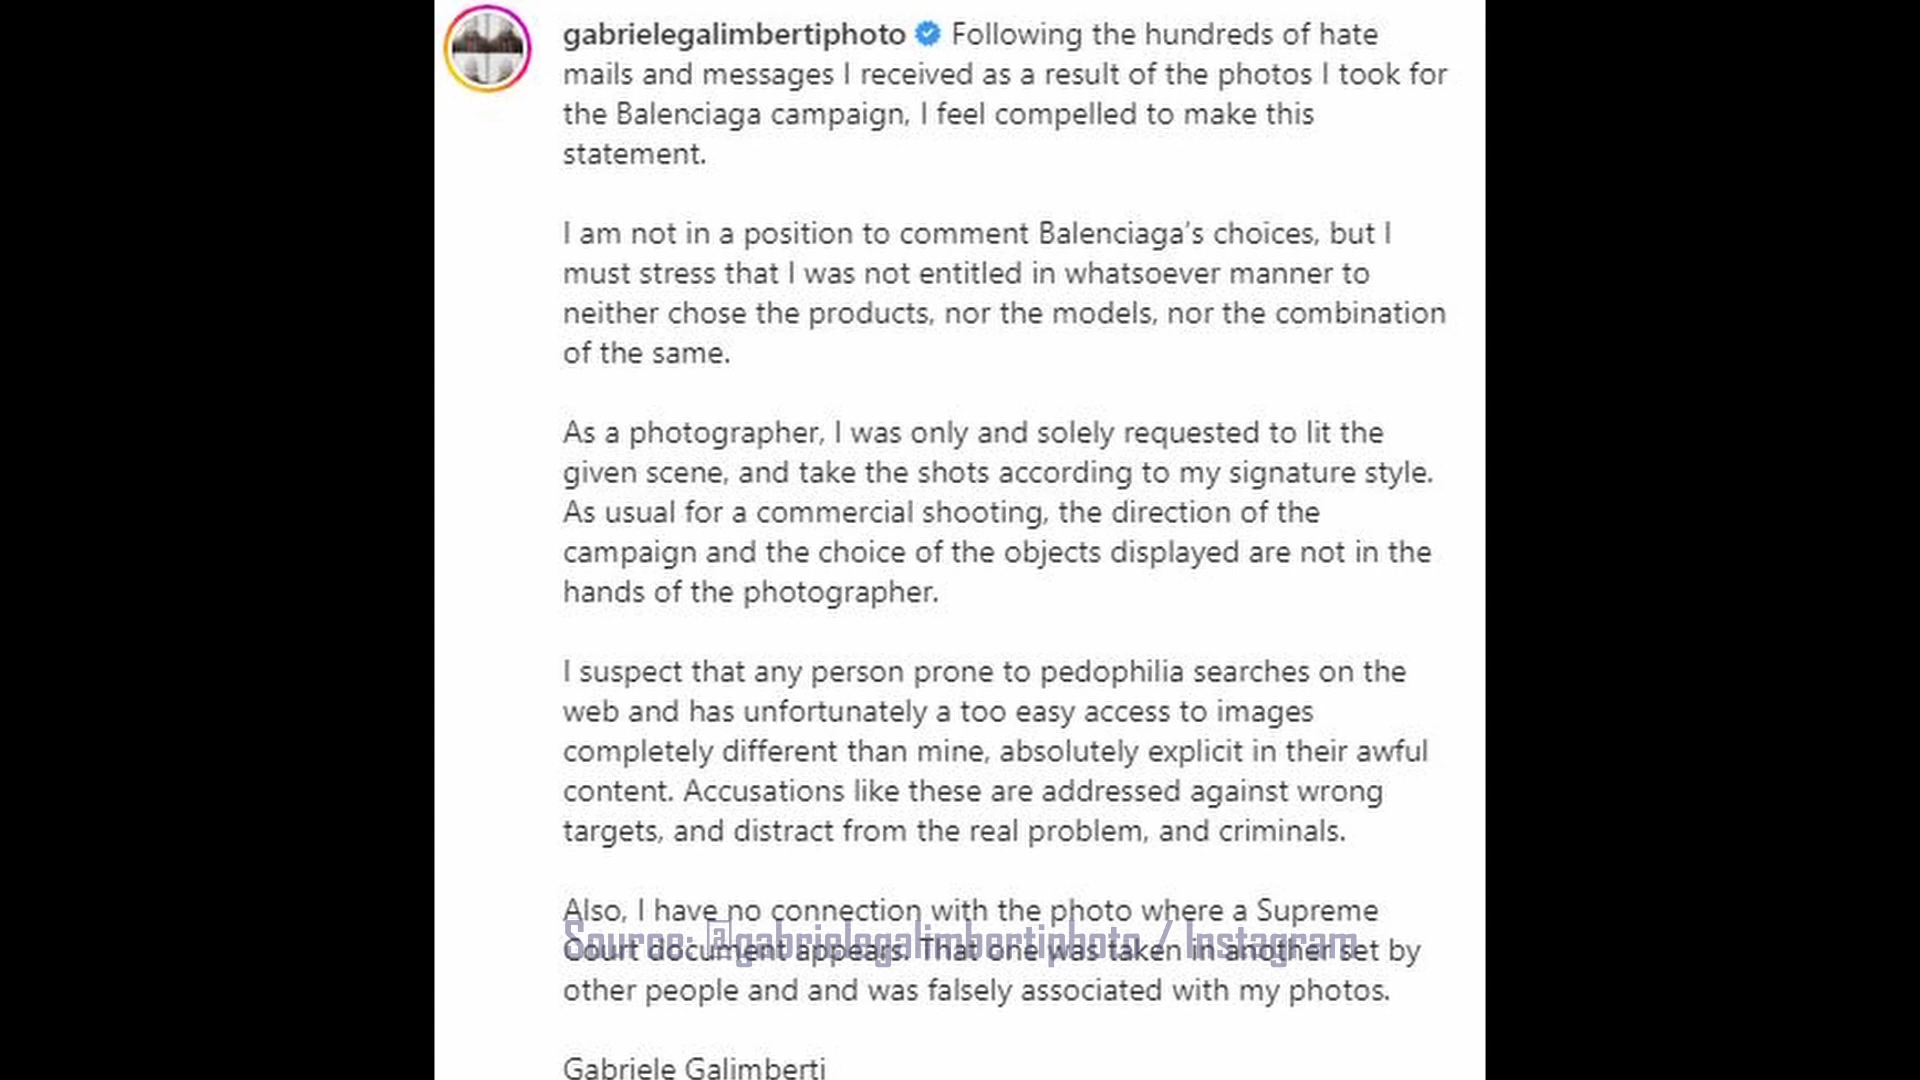 gabrielegalimbertiphoto Following the hundreds of hate
mails and messages I received as a result of the photos I took for
the Balenciaga campaign, I feel compelled to make this
statement.
I am not in a position to comment Balenciaga's choices, but I
must stress that I was not entitled in whatsoever manner to
neither chose the products, nor the models, nor the combination
of the same.
As a photographer, I was only and solely requested to lit the
given scene, and take the shots according to my signature style.
As usual for a commercial shooting, the direction of the
campaign and the choice of the objects displayed are not in the
hands of the photographer.
I suspect that any person prone to pedophilia searches on the
web and has unfortunately a too easy access to images
completely different than mine, absolutely explicit in their awful
content. Accusations like these are addressed against wrong
targets, and distract from the real problem, and criminals.
Also, I have no connection with the photo where a Supreme
Source: @gabrielegalimbertiphoto / Instagram
Court document appears. That one was taken in another set by
other people and and was falsely associated with my photos.
Gabriele Galimberti